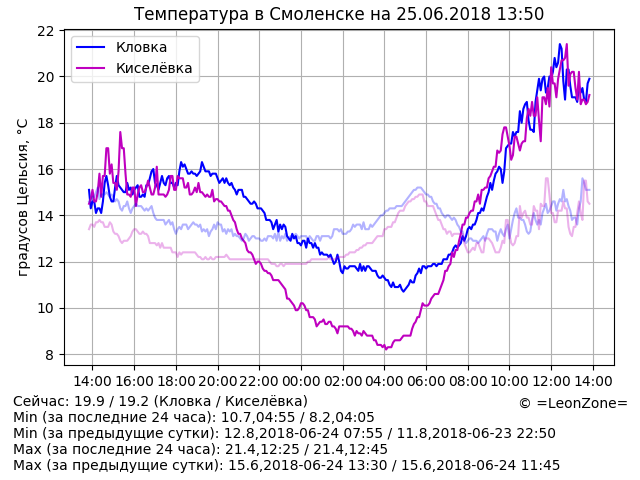 Температура в Смоленске на 25.06.2018 13:50
22
20
18
16
14
12
10
8
градусов Цельсия, °C
Кловка
Киселёвка
14:00 16:00 18:00 20:00 22:00 00:00 02:00 04:00 06:00 08:00 10:00 12:00 14:00
Сейчас: 19.9 / 19.2 (Кловка / Киселёвка)
© =LeonZone=
Min (за последние 24 часа): 10.7,04:55 / 8.2,04:05
Min (за предыдущие сутки): 12.8,2018-06-24 07:55 / 11.8,2018-06-23 22:50
Max (за последние 24 часа): 21.4,12:25 / 21.4,12:45
Max (за предыдущие сутки): 15.6,2018-06-24 13:30 / 15.6,2018-06-24 11:45